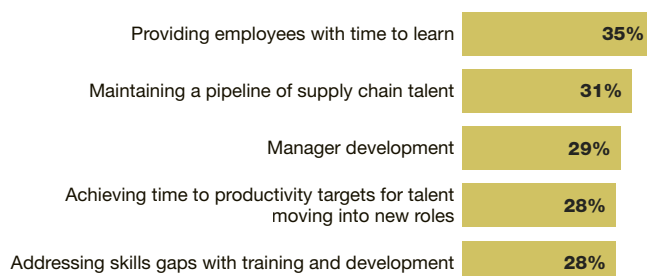 Providing employees with time to learn 35%
Maintaining a pipeline of supply chain talent 31%
Manager development 29%
Achieving time to productivity targets for talent
moving into new roles 28%
Addressing skills gaps with training and development 28%